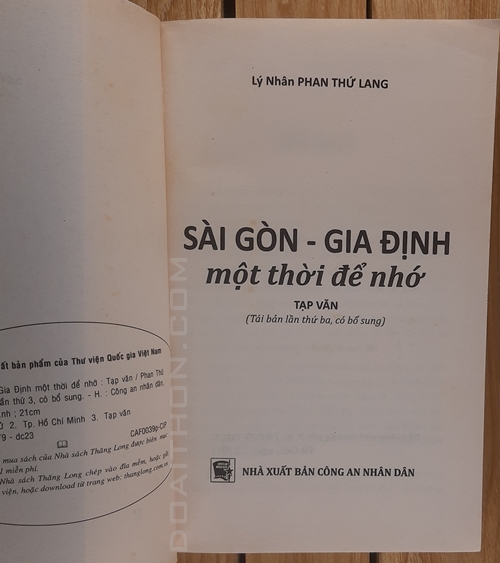 ất bản phẩm của Thư viện Quốc gia Việt Nam
Gia Định một thời để nhớ : Tạp văn / Phan Thứ
ần thứ 3, có bổ sung. - H. : Công an nhân dân,
nh ; 21cm
2. Tp. Hồ Chí Minh 3. Tạp văn
9 - dc23
CAF0039p-CIP
mua sách của Nhà sách Thăng Long được biên mục
miễn phí.
Nhà sách Thăng Long chép vào đĩa mềm, hoặc gửi
viện, hoặc download từ trang web: thanglong.com.vn
Lý Nhân PHAN THỨ LANG
SÀI GÒN - GIA ĐỊNH
một thời để nhớ
TẠP VĂN
(Tái bản lần thứ ba, có bổ sung)
NHÀ XUẤT BẢN CÔNG AN NHÂN DÂN
DOAITHON.COM